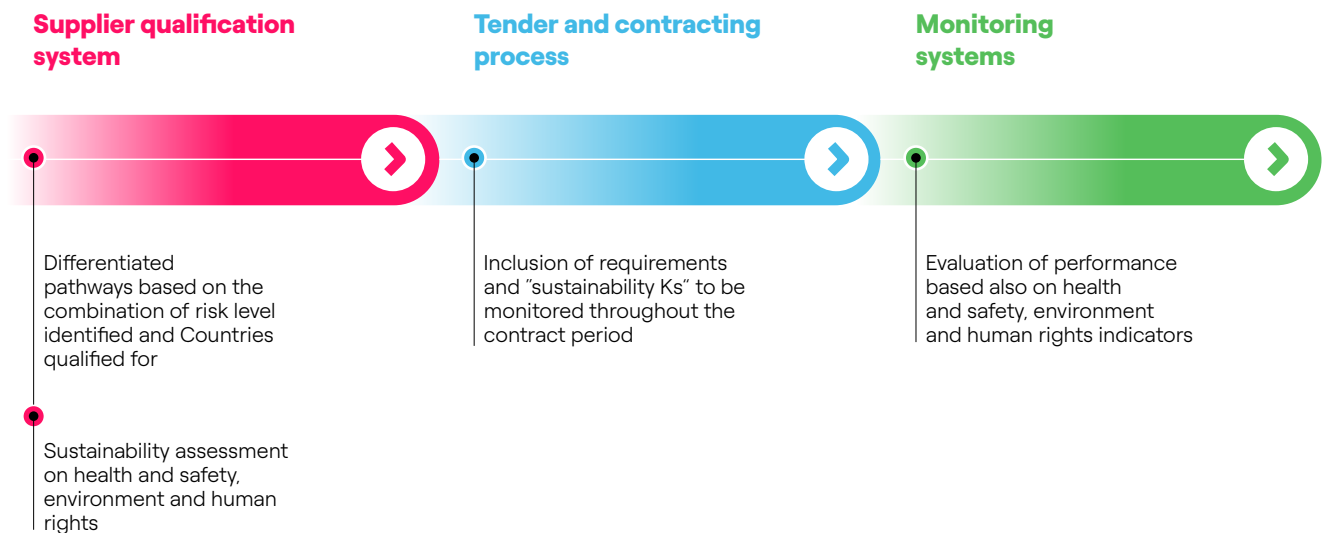 Supplier qualification
system
Differentiated
pathways based on the
combination of risk level
identified and Countries
qualified for
Sustainability assessment
on health and safety,
environment and human
rights
Tender and contracting
process
Inclusion of requirements
and “sustainability Ks” to be
monitored throughout the
contract period
Monitoring
systems
Evaluation of performance
based also on health
and safety, environment
and human rights indicators